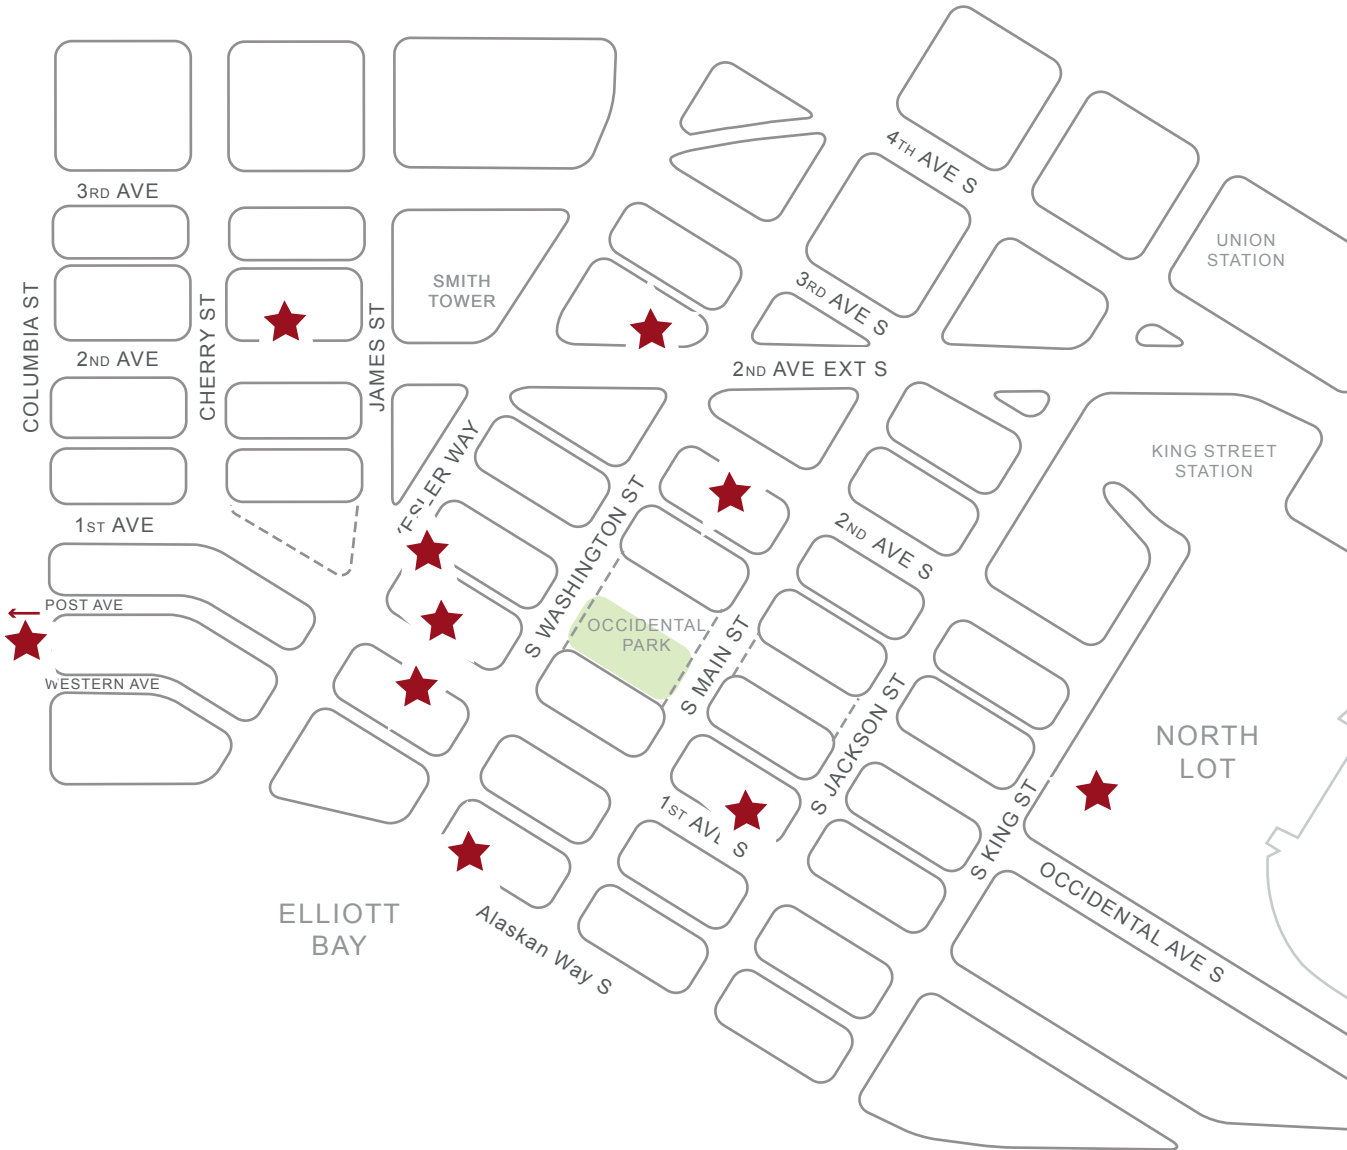 4TH AVE S
3RD AVE
UNION
STATION
SMITH
TOWER
3RD AVE S
COLUMBIA ST
CHERRY ST
JAMES ST
2ND AVE
2ND AVE EXT S
KING STREET
STATION
1ST AVE
S WASHINGTON ST
2ND AVE S
POST AVE
OCCIDENTAL
PARK
S MAIN ST
WESTERN AVE
S JACKSON ST
NORTH
LOT
1ST AVE S
S KING ST
OCCIDENTAL AVE S
ELLIOTT
BAY
Alaskan Way S
ESLER WAY